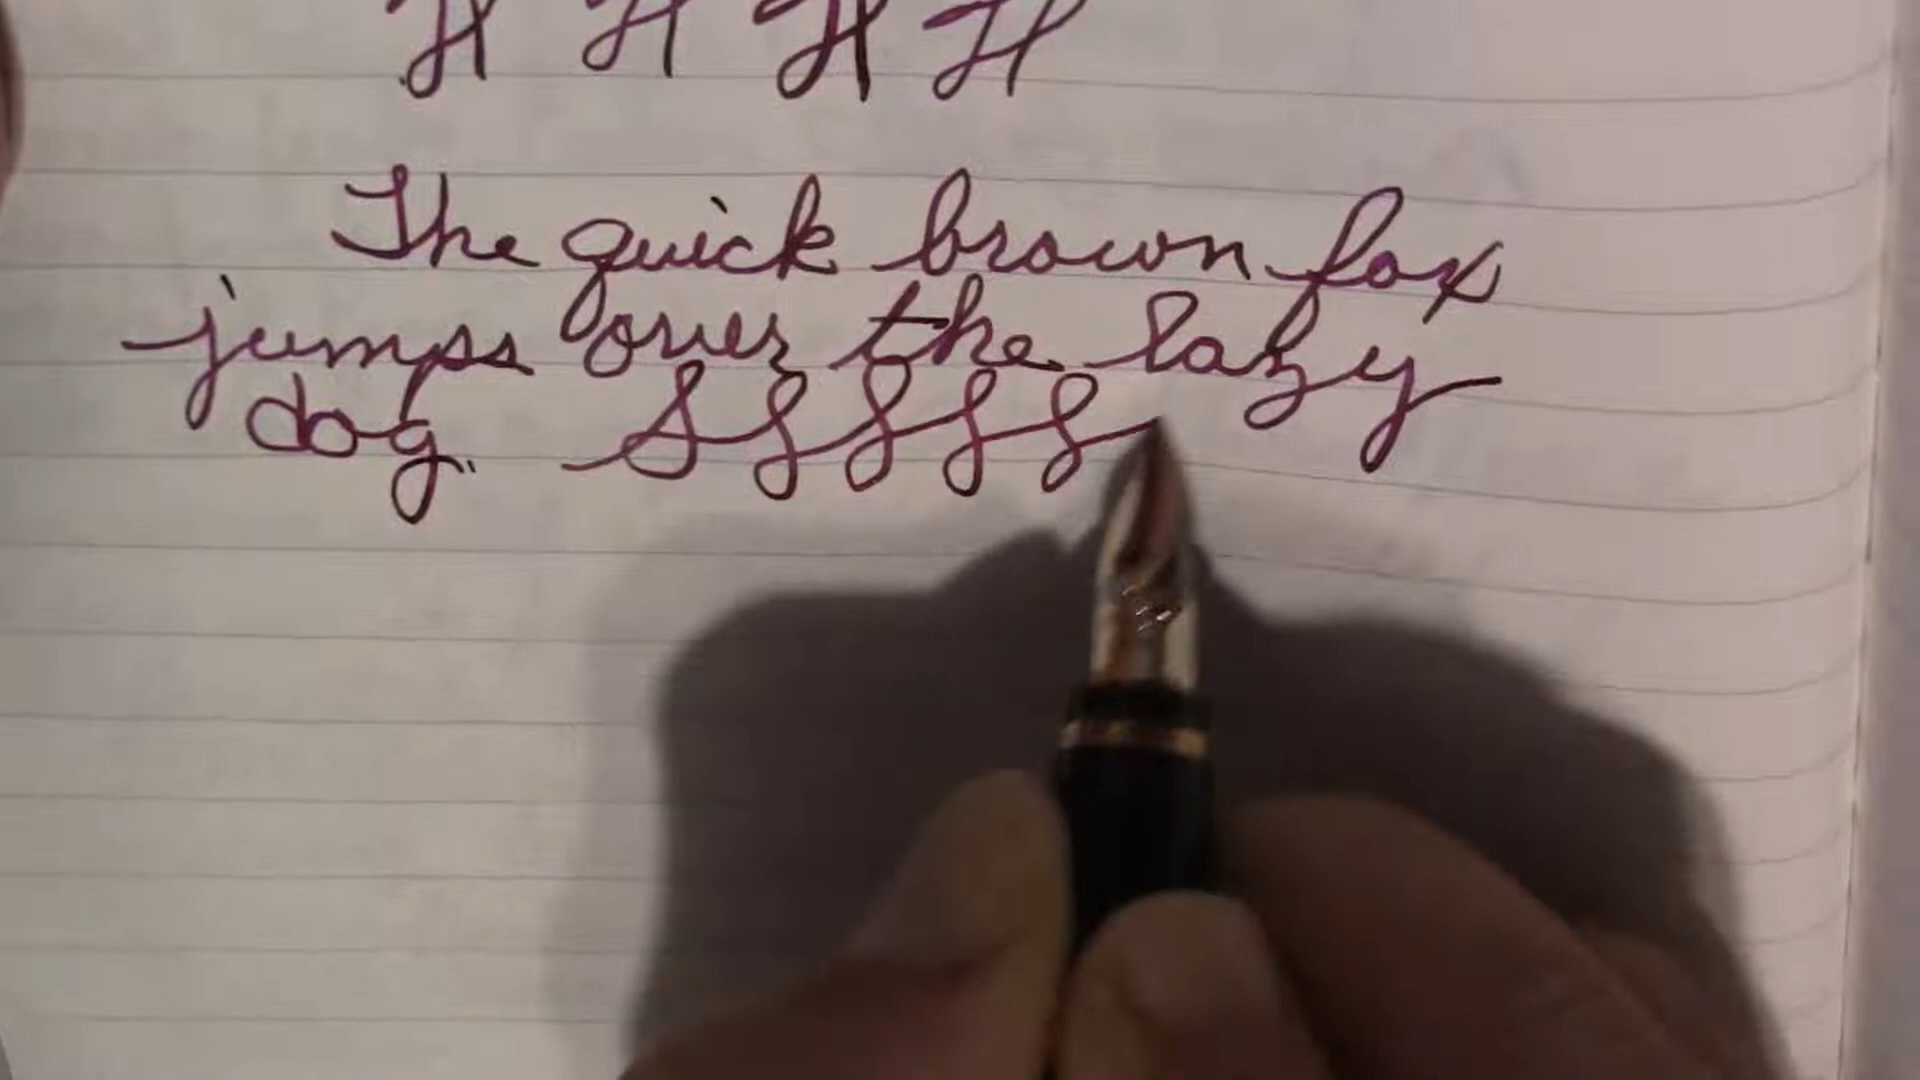 H H H H
The quick brown fox
jumps over the lazy
dog. S S S S S